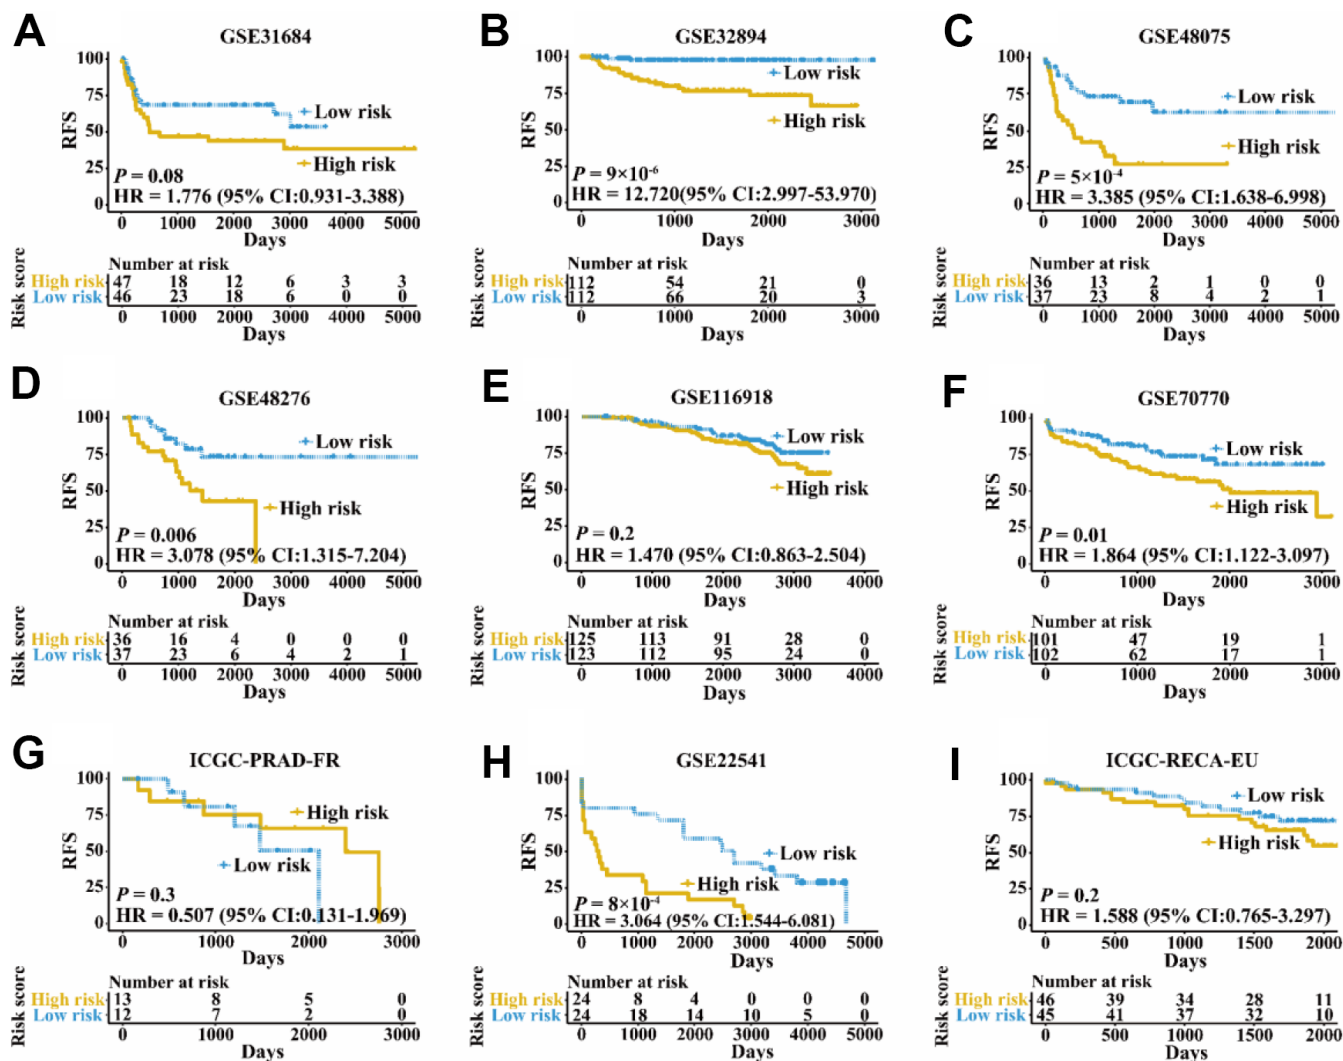 A
GSE31684
100
75
50
25
0
RFS
Low risk
High risk
P = 0.08
HR = 1.776 (95% CI:0.931-3.388)
0 1000 2000 3000 4000 5000
Days
Number at risk
Risk score
High risk 47 18 12 6 3 3
Low risk 46 23 18 6 0 0
0 1000 2000 3000 4000 5000
Days
B
GSE32894
100
75
50
25
0
RFS
Low risk
High risk
P = 9×10-6
HR = 12.720(95% CI:2.997-53.970)
0 1000 2000 3000
Days
Number at risk
Risk score
High risk 112 54 21 0
Low risk 112 66 20 3
0 1000 2000 3000
Days
C
GSE48075
100
75
50
25
0
RFS
Low risk
High risk
P = 5×10-4
HR = 3.385 (95% CI:1.638-6.998)
0 1000 2000 3000 4000 5000
Days
Number at risk
Risk score
High risk 36 13 2 1 0 0
Low risk 37 23 8 4 2 1
0 1000 2000 3000 4000 5000
Days
D
GSE48276
100
75
50
25
0
RFS
Low risk
High risk
P = 0.006
HR = 3.078 (95% CI:1.315-7.204)
0 1000 2000 3000 4000 5000
Days
Number at risk
Risk score
High risk 36 16 4 0 0 0
Low risk 37 23 6 4 2 1
0 1000 2000 3000 4000 5000
Days
E
GSE116918
100
75
50
25
0
RFS
Low risk
High risk
P = 0.2
HR = 1.470 (95% CI:0.863-2.504)
0 1000 2000 3000 4000
Days
Number at risk
Risk score
High risk 125 113 91 28 0
Low risk 123 112 95 24 0
0 1000 2000 3000 4000
Days
F
GSE70770
100
75
50
25
0
RFS
Low risk
High risk
P = 0.01
HR = 1.864 (95% CI:1.122-3.097)
0 1000 2000 3000
Days
Number at risk
Risk score
High risk 101 47 19 1
Low risk 102 62 17 1
0 1000 2000 3000
Days
G
ICGC-PRAD-FR
100
75
50
25
0
RFS
High risk
Low risk
P = 0.3
HR = 0.507 (95% CI:0.131-1.969)
0 1000 2000 3000
Days
Number at risk
Risk score
High risk 13 8 5 0
Low risk 12 7 2 0
0 1000 2000 3000
Days
H
GSE22541
100
75
50
25
0
RFS
Low risk
High risk
P = 8×10-4
HR = 3.064 (95% CI:1.544-6.081)
0 1000 2000 3000 4000 5000
Days
Number at risk
Risk score
High risk 24 8 4 0 0 0
Low risk 24 18 14 10 5 0
0 1000 2000 3000 4000 5000
Days
I
ICGC-RECA-EU
100
75
50
25
0
RFS
Low risk
High risk
P = 0.2
HR = 1.588 (95% CI:0.765-3.297)
0 500 1000 1500 2000
Days
Number at risk
Risk score
High risk 46 39 34 28 11
Low risk 45 41 37 32 10
0 500 1000 1500 2000
Days